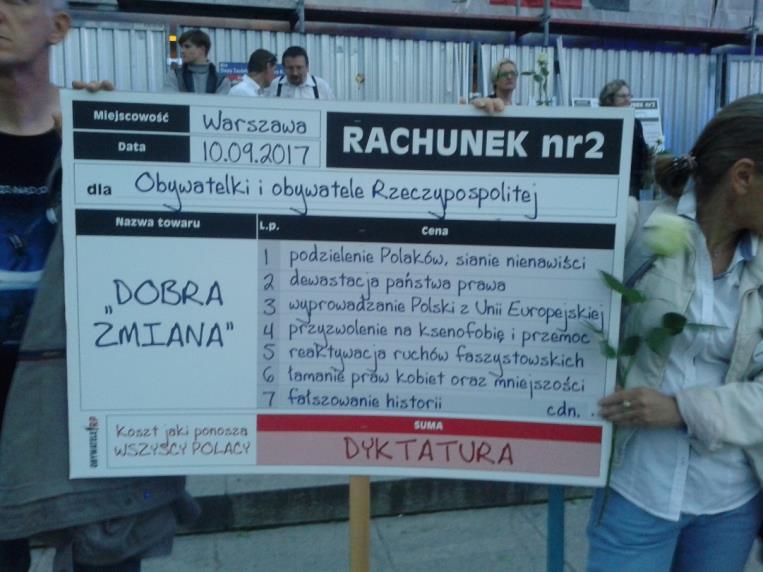 Miejscowość Warszawa
Data 10.09.2017
RACHUNEK nr2
dla Obywatelki i obywatele Rzeczypospolitej
Nazwa towaru L.p. Cena
„DOBRA
ZMIANA"
1 podzielenie Polaków, sianie nienawiści
2 dewastacja państwa prawa
3 wyprowadzanie Polski z Unii Europejskiej
4 przyzwolenie na ksenofobię i przemoc
5 reaktywacja ruchów faszystowskich
6 łamanie praw kobiet oraz mniejszości
7 fałszowanie historii cdn.
OBYWATELE RP
Koszt jaki ponoszą
WSZYSCY POLACY
SUMA
DYKTATURA